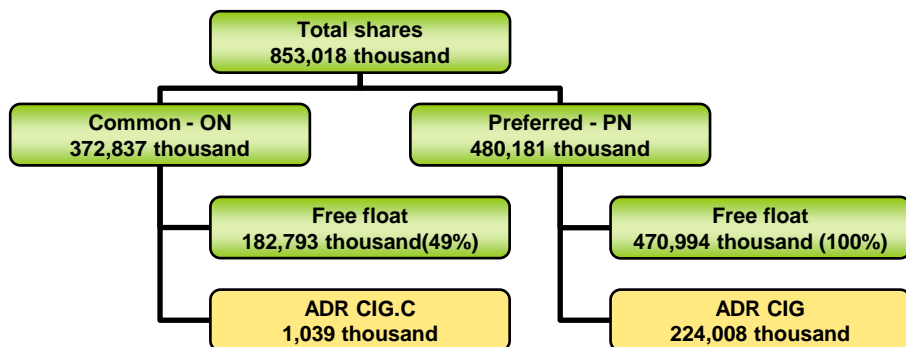 Total shares
853,018 thousand
Common - ON
372,837 thousand
Preferred - PN
480,181 thousand
Free float
182,793 thousand(49%)
Free float
470,994 thousand (100%)
ADR CIG.C
1,039 thousand
ADR CIG
224,008 thousand